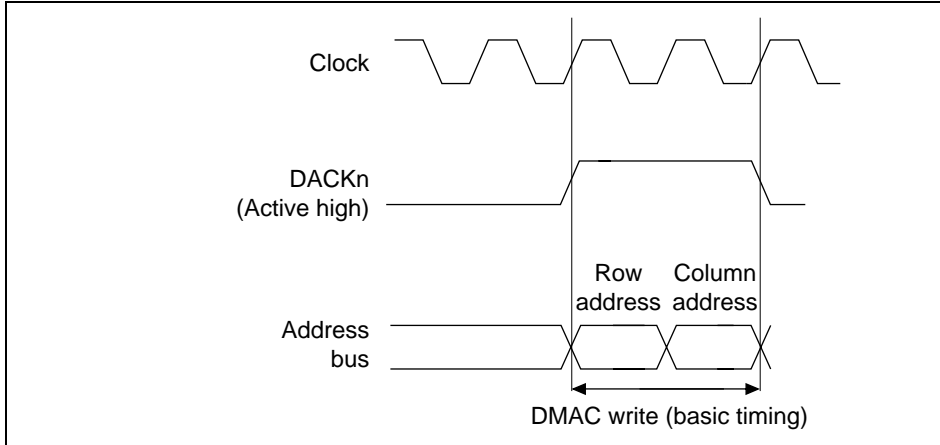 Clock
DACKn
(Active high)
Row
address
Column
address
Address
bus
DMAC write (basic timing)